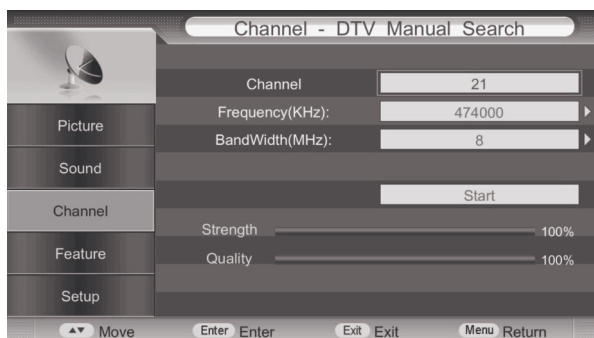 Channel - DTV Manual Search
Channel 21
Frequency(KHz): 474000
BandWidth(MHz): 8
Start
Strength 100%
Quality 100%
Picture
Sound
Channel
Feature
Setup
Move Enter Enter Exit Exit Menu Return